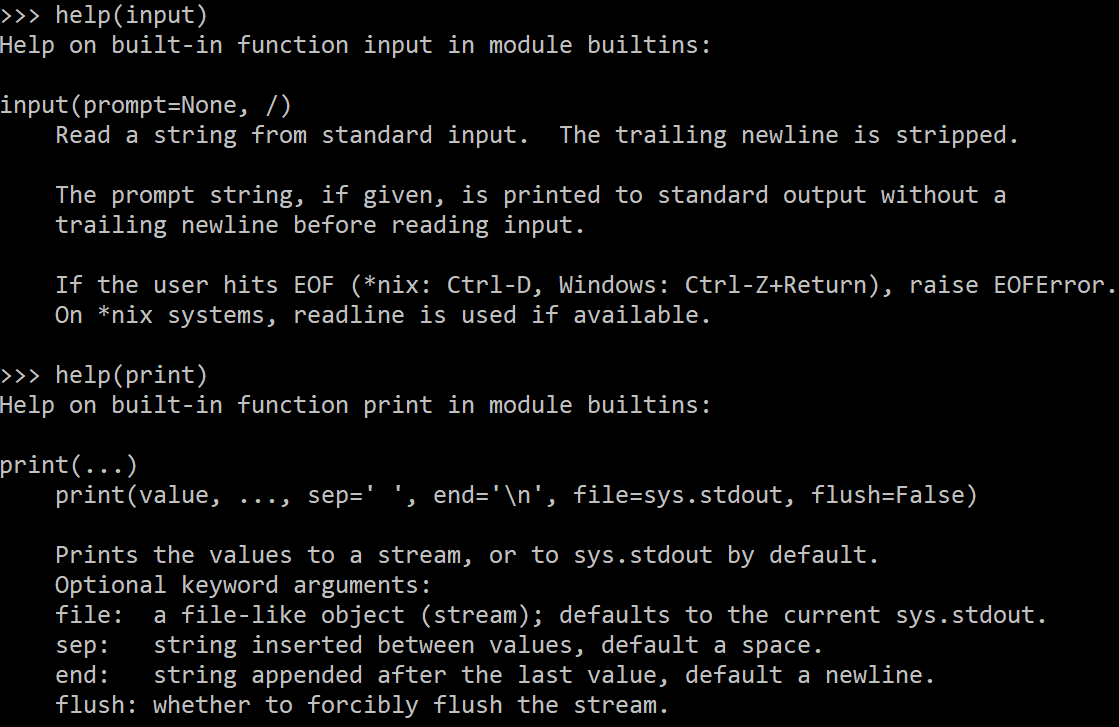 >>> help(input)
Help on built-in function input in module builtins:

input(prompt=None, /)
    Read a string from standard input.  The trailing newline is stripped.

    The prompt string, if given, is printed to standard output without a
    trailing newline before reading input.

    If the user hits EOF (*nix: Ctrl-D, Windows: Ctrl-Z+Return), raise EOFError.
    On *nix systems, readline is used if available.

>>> help(print)
Help on built-in function print in module builtins:

print(...)
    print(value, ..., sep=' ', end='\n', file=sys.stdout, flush=False)

    Prints the values to a stream, or to sys.stdout by default.
    Optional keyword arguments:
    file:  a file-like object (stream); defaults to the current sys.stdout.
    sep:   string inserted between values, default a space.
    end:   string appended after the last value, default a newline.
    flush: whether to forcibly flush the stream.